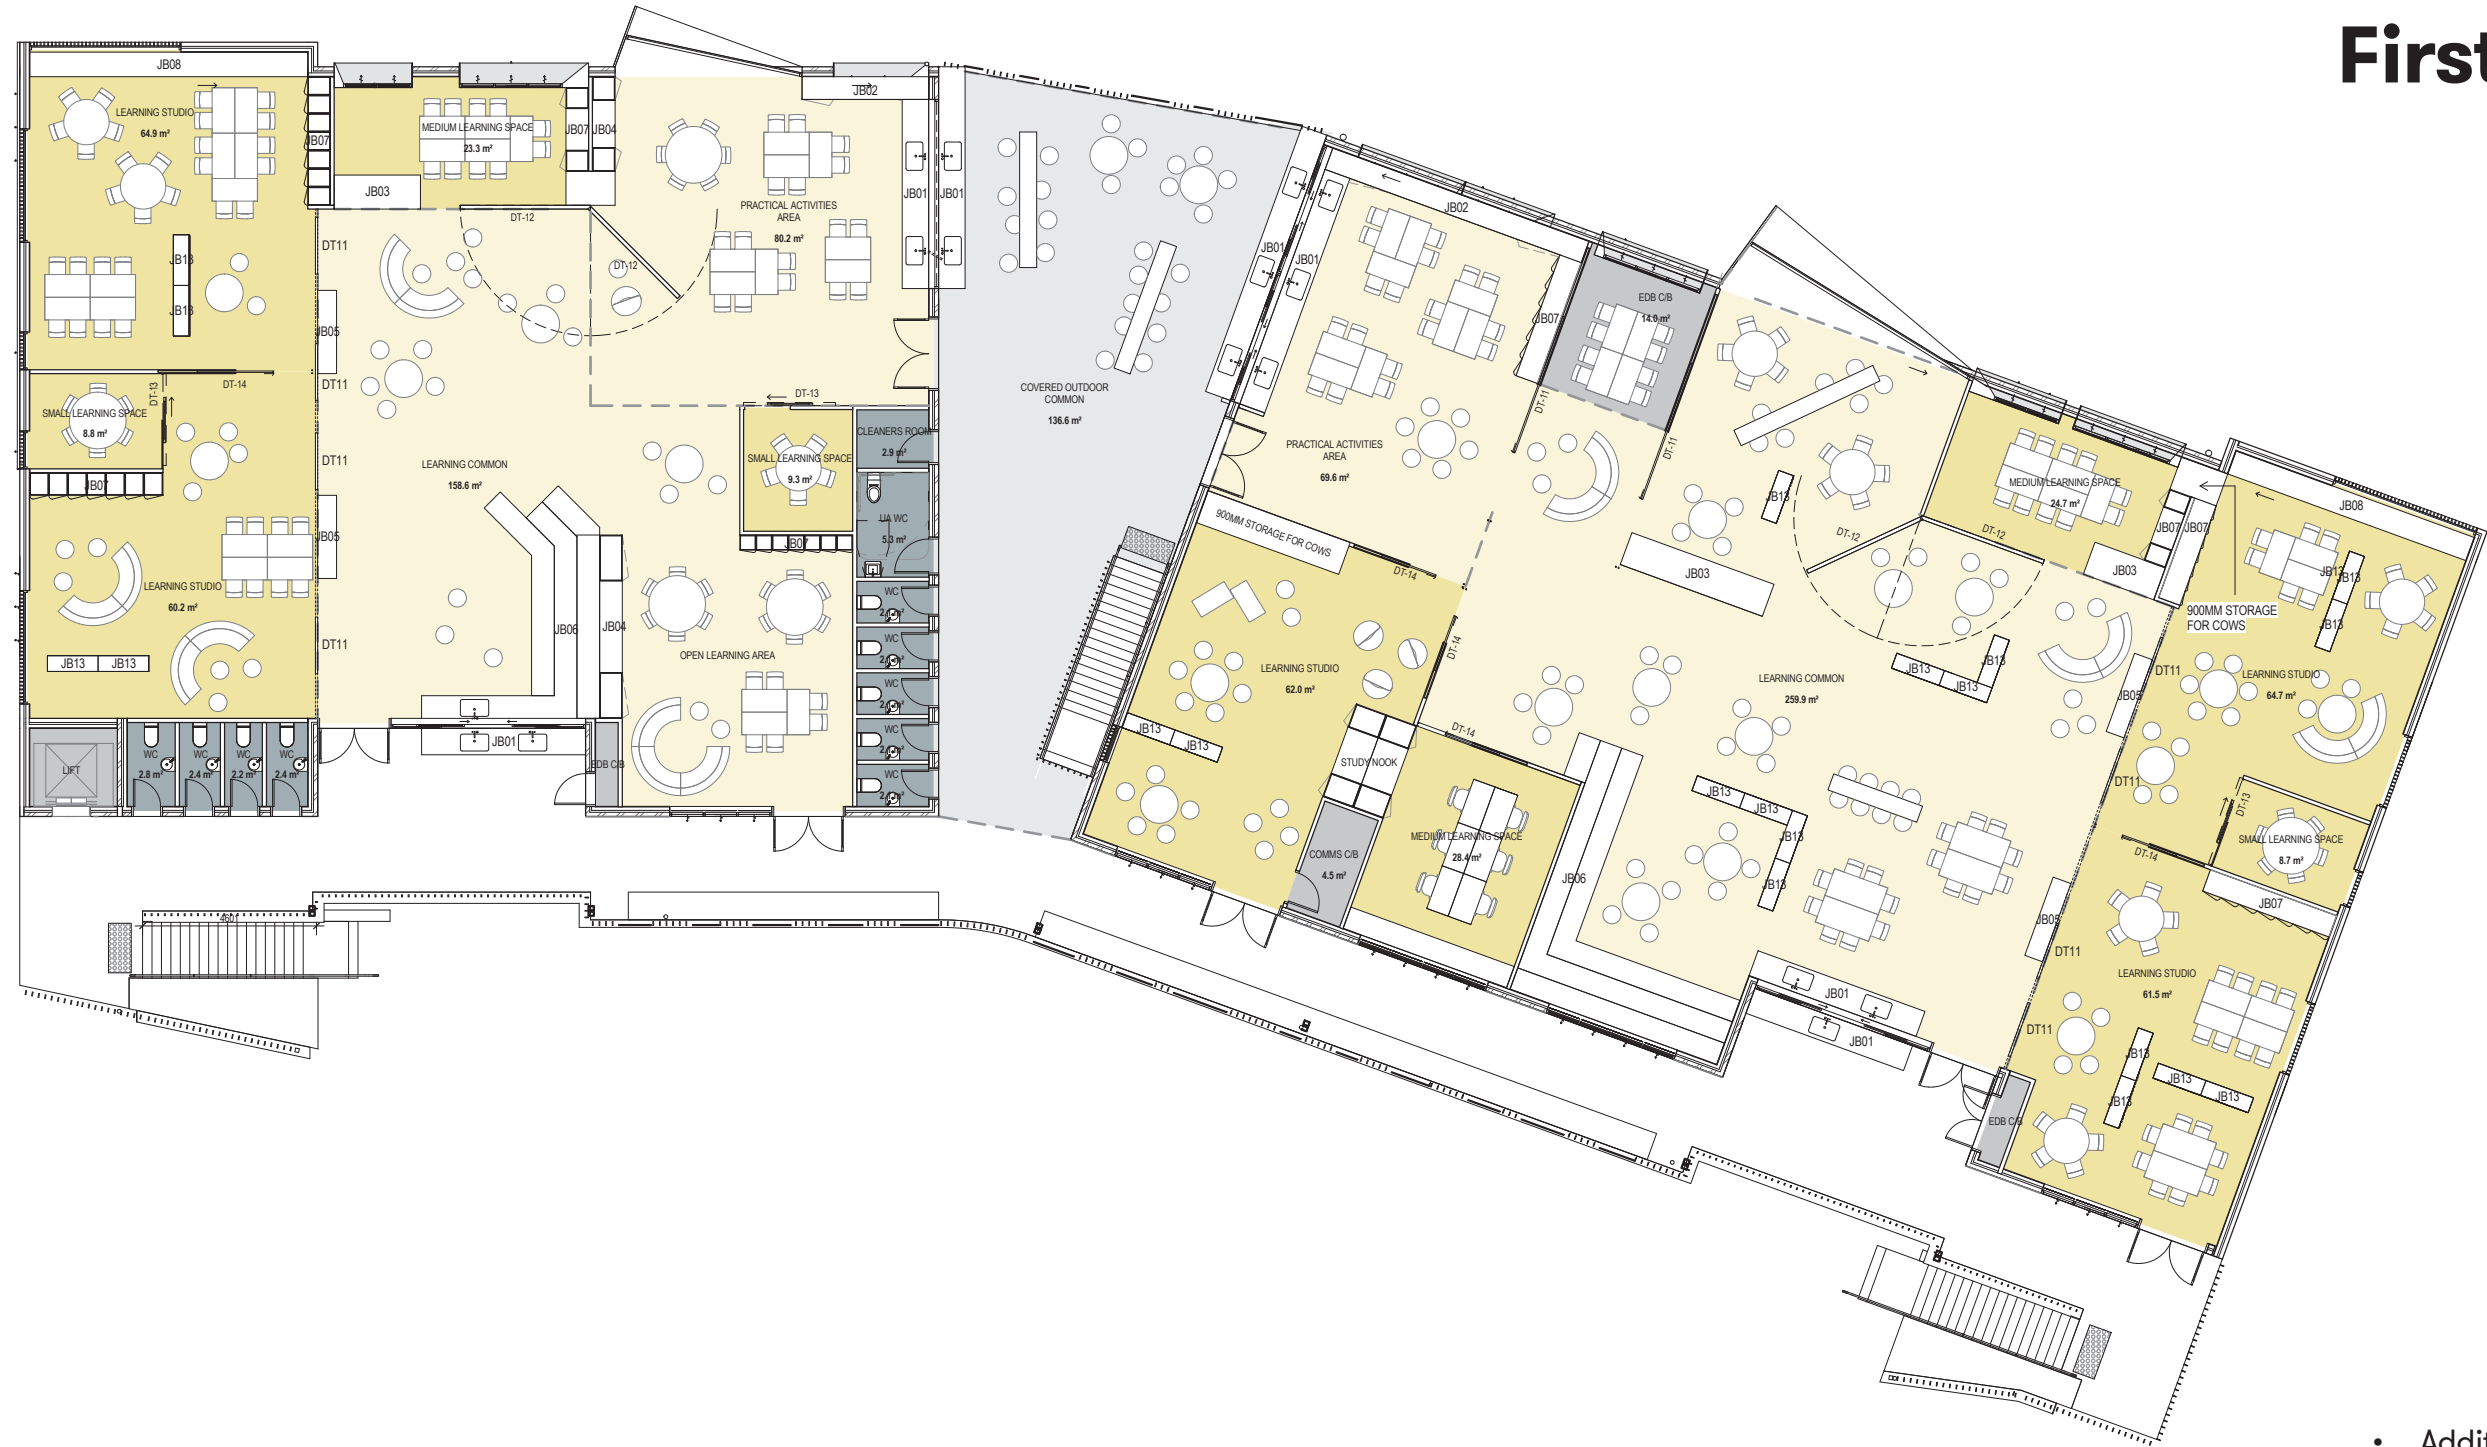 First
JB08
LEARNING STUDIO
64.9 m²
JB07
MEDIUM LEARNING SPACE
23.3 m²
JB07
JB04
JB03
JB02
PRACTICAL ACTIVITIES
AREA
80.2 m²
JB01
JB01
DT-12
DT-12
DT11
JB13
JB13
JB05
DT-14
DT11
DT-13
SMALL LEARNING SPACE
8.8 m²
JB07
DT11
LEARNING COMMON
158.6 m²
DT-13
SMALL LEARNING SPACE
9.3 m²
CLEANERS ROOM
2.9 m²
UA WC
5.3 m²
JB07
JB05
LEARNING STUDIO
60.2 m²
JB13
JB13
DT11
JB06
JB04
OPEN LEARNING AREA
WC
WC
WC
WC
WC
JB01
EDB C/B
LIFT
WC
2.8 m²
WC
2.4 m²
WC
2.2 m²
WC
2.4 m²
4601
COVERED OUTDOOR
COMMON
136.6 m²
JB01
JB01
JB02
PRACTICAL ACTIVITIES
AREA
69.6 m²
JB07
EDB C/B
14.0 m²
DT-11
DT-11
900MM STORAGE FOR COWS
DT-14
DT-14
LEARNING STUDIO
62.0 m²
JB13
JB13
STUDY NOOK
DT-14
COMMS C/B
4.5 m²
MEDIUM LEARNING SPACE
28.4 m²
JB06
JB03
JB13
DT-12
DT-12
MEDIUM LEARNING SPACE
24.7 m²
JB03
JB07
JB07
JB08
900MM STORAGE
FOR COWS
LEARNING COMMON
259.9 m²
JB13
JB13
JB13
JB13
JB13
JB13
JB13
JB01
JB01
JB05
JB05
DT11
DT11
DT11
DT11
JB13
JB13
JB13
LEARNING STUDIO
64.7 m²
DT-13
DT-14
SMALL LEARNING SPACE
8.7 m²
JB07
LEARNING STUDIO
61.5 m²
JB13
JB13
JB13
JB13
EDB C/B
• Addit